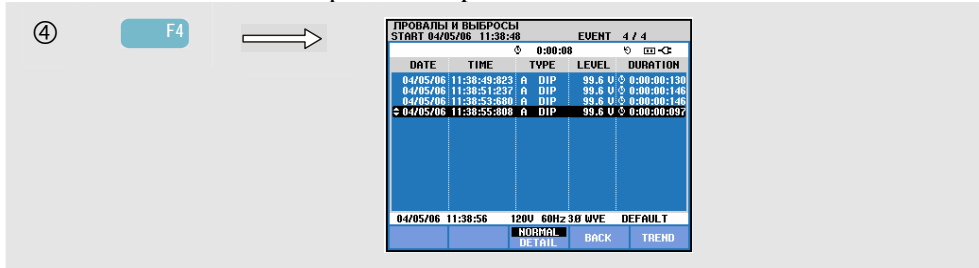 ④ F4
ПРОВАЛЫ И ВЫБРОСЫ
START 04/05/06 11:38:48 EVENT 4 / 4
0:00:08
DATE TIME TYPE LEVEL DURATION
04/05/06 11:38:49:823 A DIP 99.6 V 0:00:00:130
04/05/06 11:38:51:237 A DIP 99.6 V 0:00:00:146
04/05/06 11:38:53:680 A DIP 99.6 V 0:00:00:146
04/05/06 11:38:55:808 A DIP 99.6 V 0:00:00:097
04/05/06 11:38:56 120V 60Hz 3Ø WYE DEFAULT
NORMAL
DETAIL BACK TREND